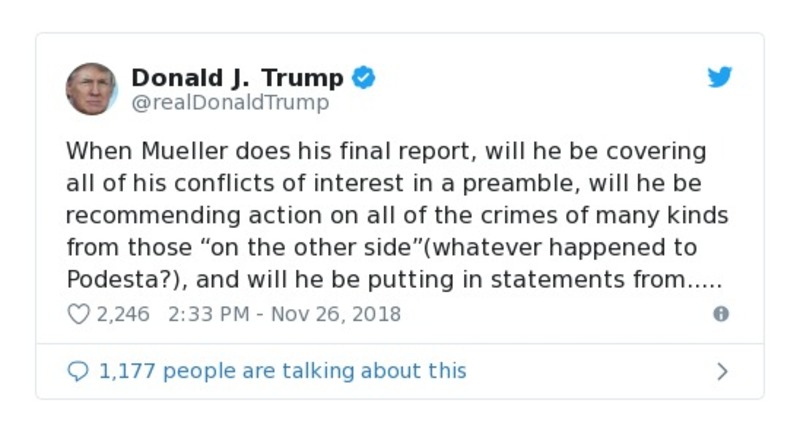 Donald J. Trump
@realDonaldTrump
When Mueller does his final report, will he be covering
all of his conflicts of interest in a preamble, will he be
recommending action on all of the crimes of many kinds
from those “on the other side”(whatever happened to
Podesta?), and will he be putting in statements from.....
2,246 2:33 PM - Nov 26, 2018
1,177 people are talking about this